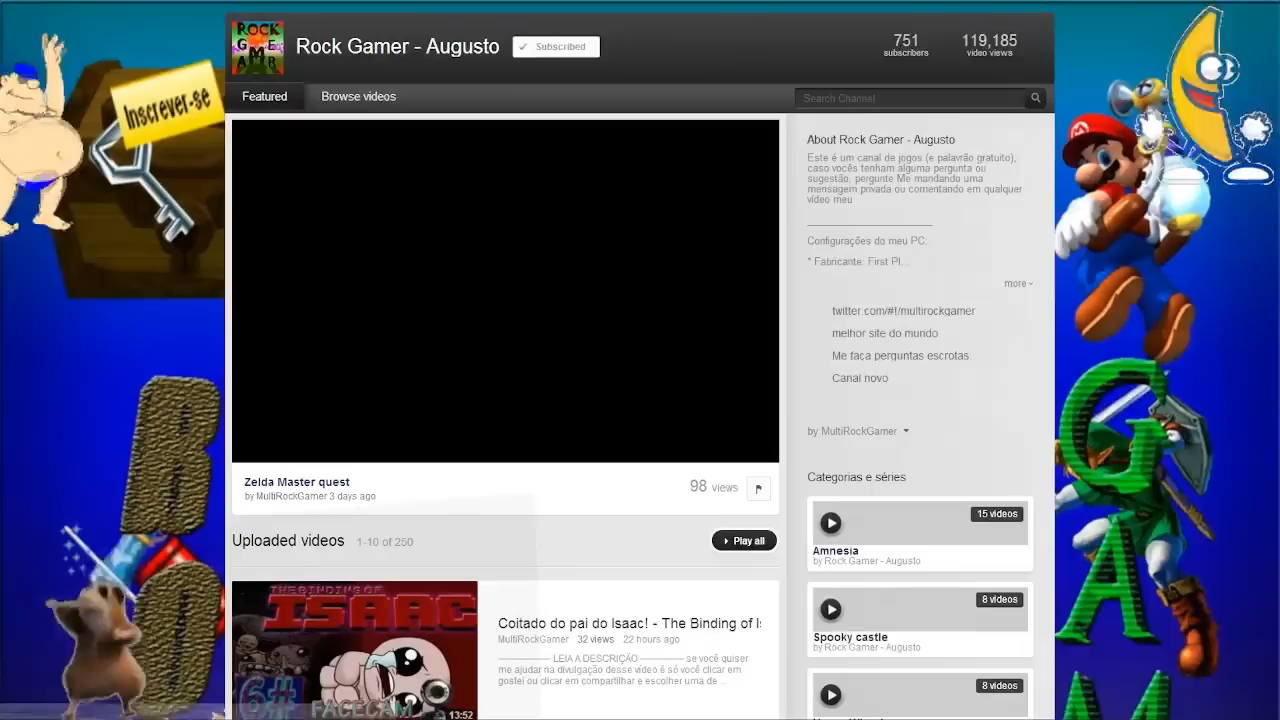 ROCK
G ME
AMR
Rock Gamer - Augusto
✓ Subscribed
751
subscribers
119,185
video views
Featured
Browse videos
Search Channel
Inscrever-se
Zelda Master quest
by MultiRockGamer 3 days ago
98 views
Uploaded videos 1-10 of 250
Play all
THE BINDING OF
ISAAC
6#
FACECAM
13:52
Coitado do pai do Isaac! - The Binding of
MultiRockGamer 32 views 22 hours ago
————— LEIA A DESCRIÇÃO ————— se você quiser
me ajudar na divulgação desse vídeo é só você clicar em
gostei ou clicar em compartilhar e escolher uma de ...
About Rock Gamer - Augusto
Este é um canal de jogos (e palavrão gratuito),
caso vocês tenham alguma pergunta ou
sugestão, pergunte Me mandando uma
mensagem privada ou comentando em qualquer
vídeo meu
Configurações do meu PC:
* Fabricante: First Pl...
more
twitter.com/#!/multirockgamer
melhor site do mundo
Me faça perguntas escrotas
Canal novo
by MultiRockGamer
Categorias e séries
15 videos
Amnesia
by Rock Gamer - Augusto
8 videos
Spooky castle
by Rock Gamer - Augusto
8 videos
R
O
G
A
M